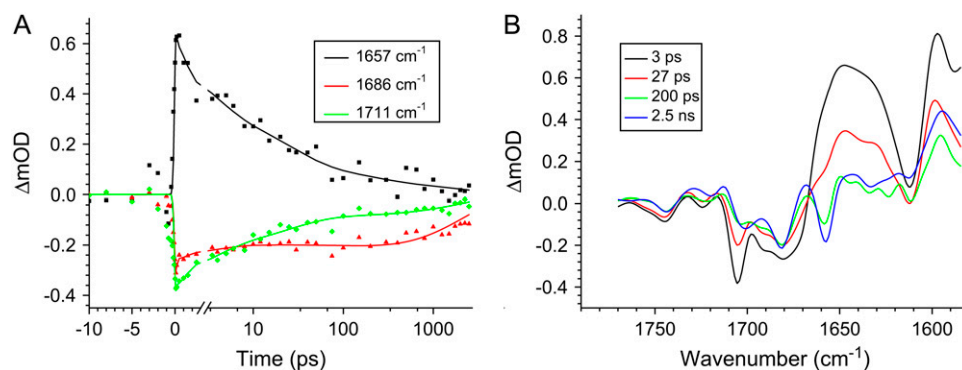 A
0.6
0.4
0.2
0.0
-0.2
-0.4
ΔmOD
1657 cm⁻¹
1686 cm⁻¹
1711 cm⁻¹
-10
-5
0
10
100
1000
Time (ps)
B
0.8
0.6
0.4
0.2
0.0
-0.2
-0.4
ΔmOD
3 ps
27 ps
200 ps
2.5 ns
1750
1700
1650
1600
Wavenumber (cm⁻¹)